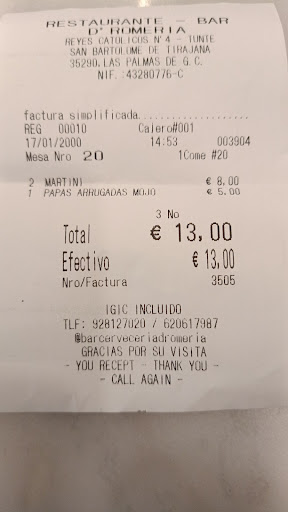 RESTAURANTE - BAR
D' ROMERIA
REYES CATOLICOS Nº4 - TUNTE
SAN BARTOLOME DE TIRAJANA
35290.LAS PALMAS DE G. C.
NIF.:43280776-C
factura simplificada..................
REG 00010 Cajero#001
17/01/2000 14:53 003904
Mesa Nro 20 1Come #20
2 MARTINI € 8,00
1 PAPAS ARRUGADAS MOJO € 5,00
3 No
Total € 13,00
Efectivo € 13,00
Nro/Factura 3505
IGIC INCLUIDO
TLF: 928127020 / 620617987
@barcerveceriadromeria
GRACIAS POR SU VISITA
- YOU RECEPT - THANK YOU -
- CALL AGAIN -